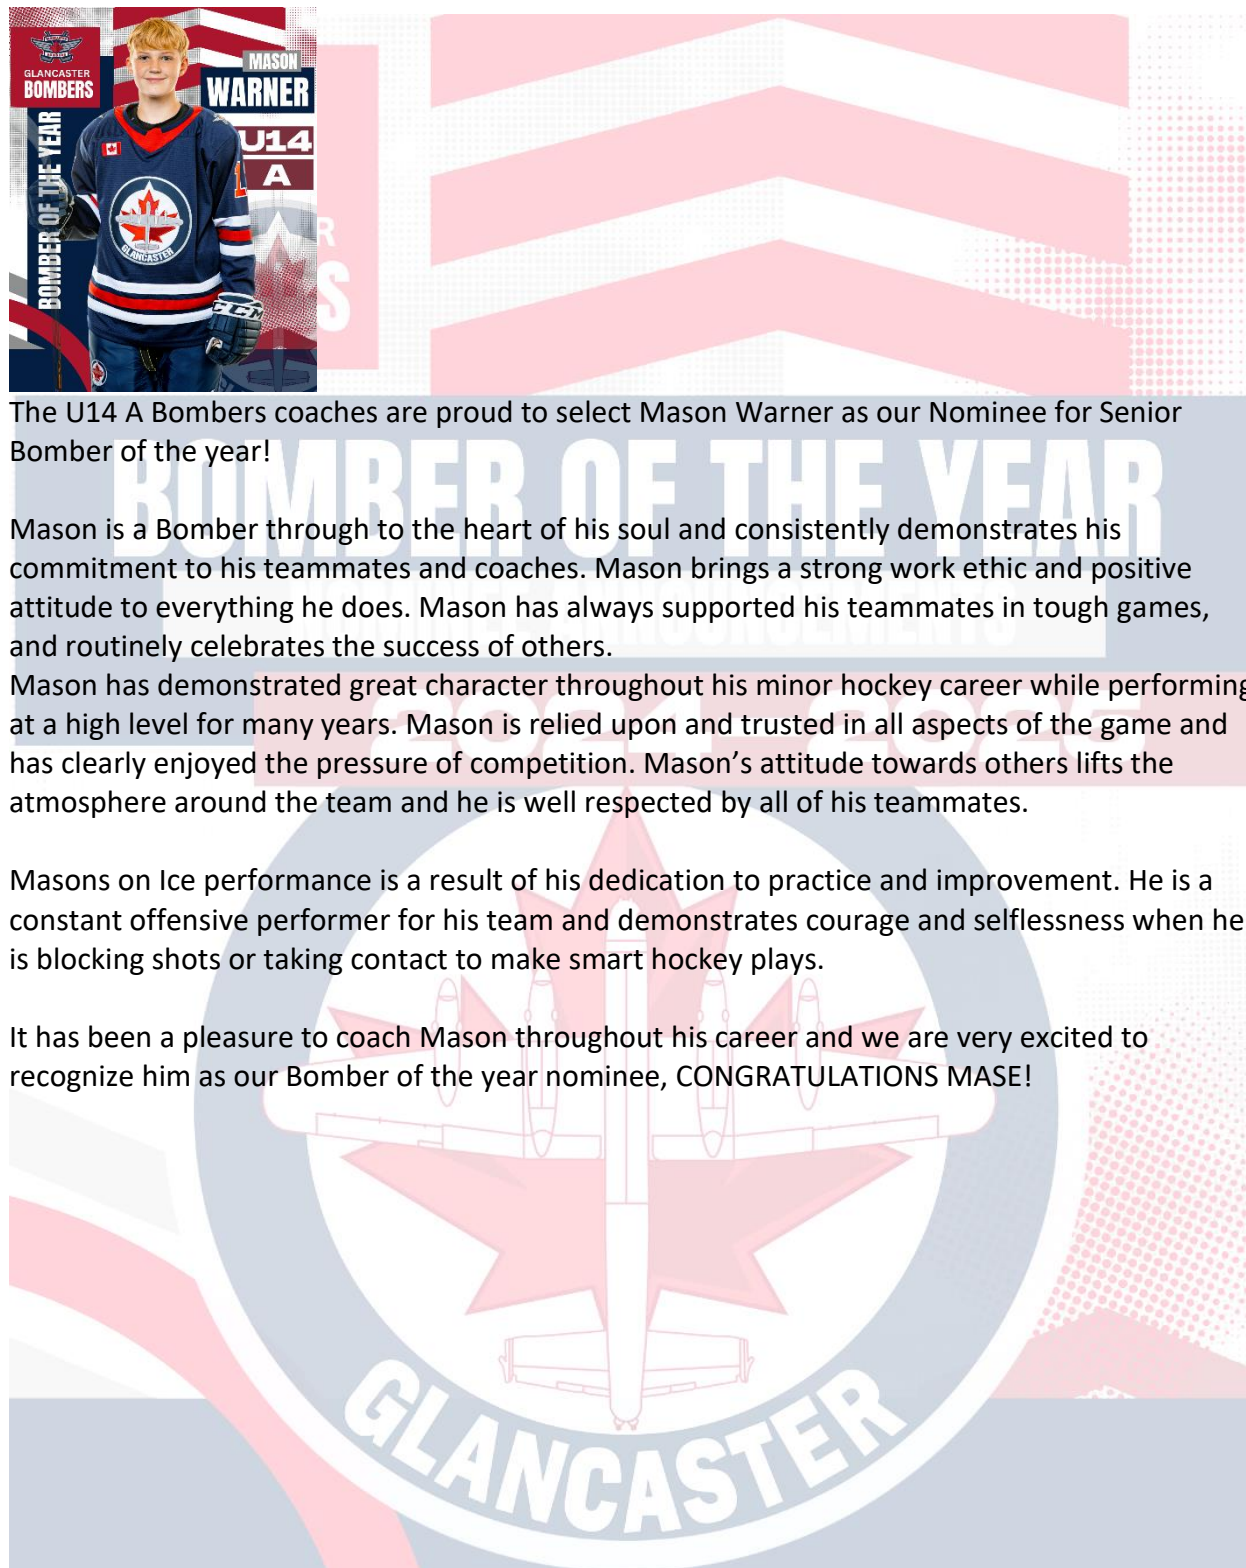 GLANCASTER
BOMBERS
MASON
WARNER
U14
A
BOMBER OF THE YEAR
GLANCASTER
CCM
The U14 A Bombers coaches are proud to select Mason Warner as our Nominee for Senior
Bomber of the year!
BOMBER OF THE YEAR
Mason is a Bomber through to the heart of his soul and consistently demonstrates his
commitment to his teammates and coaches. Mason brings a strong work ethic and positive
attitude to everything he does. Mason has always supported his teammates in tough games,
NOMINEE ANNOUNCEMENTS
and routinely celebrates the success of others.
Mason has demonstrated great character throughout his minor hockey career while performing
2024-2025
at a high level for many years. Mason is relied upon and trusted in all aspects of the game and
has clearly enjoyed the pressure of competition. Mason’s attitude towards others lifts the
atmosphere around the team and he is well respected by all of his teammates.
Masons on Ice performance is a result of his dedication to practice and improvement. He is a
constant offensive performer for his team and demonstrates courage and selflessness when he
is blocking shots or taking contact to make smart hockey plays.
It has been a pleasure to coach Mason throughout his career and we are very excited to
recognize him as our Bomber of the year nominee, CONGRATULATIONS MASE!
GLANCASTER